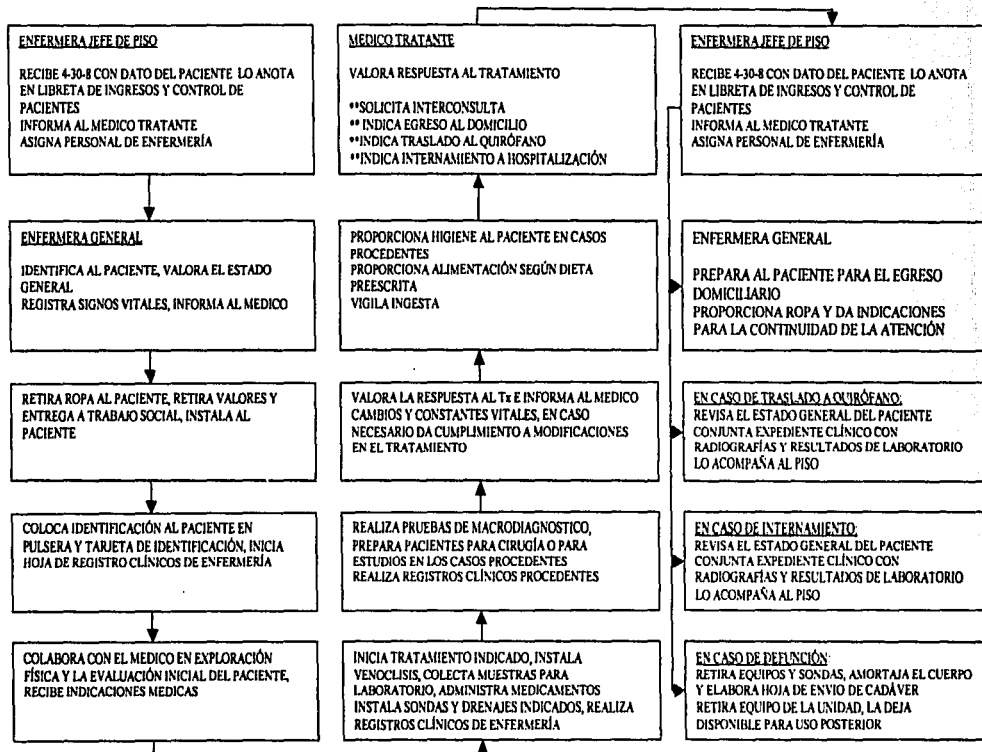 ENFERMERA JEFE DE PISO
RECIBE 4-30-8 CON DATO DEL PACIENTE LO ANOTA
EN LIBRETA DE INGRESOS Y CONTROL DE
PACIENTES
INFORMA AL MEDICO TRATANTE
ASIGNA PERSONAL DE ENFERMERÍA
ENFERMERA GENERAL
IDENTIFICA AL PACIENTE, VALORA EL ESTADO
GENERAL
REGISTRA SIGNOS VITALES, INFORMA AL MEDICO
RETIRA ROPA AL PACIENTE, RETIRA VALORES Y
ENTREGA A TRABAJO SOCIAL, INSTALA AL
PACIENTE
COLOCA IDENTIFICACIÓN AL PACIENTE EN
PULSERA Y TARJETA DE IDENTIFICACIÓN, INICIA
HOJA DE REGISTRO CLÍNICOS DE ENFERMERÍA
COLABORA CON EL MEDICO EN EXPLORACIÓN
FÍSICA Y LA EVALUACIÓN INICIAL DEL PACIENTE,
RECIBE INDICACIONES MEDICAS
MEDICO TRATANTE
VALORA RESPUESTA AL TRATAMIENTO
**SOLICITA INTERCONSULTA
** INDICA EGRESO AL DOMICILIO
**INDICA TRASLADO AL QUIRÓFANO
**INDICA INTERNAMIENTO A HOSPITALIZACIÓN
PROPORCIONA HIGIENE AL PACIENTE EN CASOS
PROCEDENTES
PROPORCIONA ALIMENTACIÓN SEGÚN DIETA
PREESCRITA
VIGILA INGESTA
VALORA LA RESPUESTA AL Tx E INFORMA AL MEDICO
CAMBIOS Y CONSTANTES VITALES, EN CASO
NECESARIO DA CUMPLIMIENTO A MODIFICACIONES
EN EL TRATAMIENTO
REALIZA PRUEBAS DE MACRODIAGNOSTICO,
PREPARA PACIENTES PARA CIRUGÍA O PARA
ESTUDIOS EN LOS CASOS PROCEDENTES
REALIZA REGISTROS CLÍNICOS PROCEDENTES
INICIA TRATAMIENTO INDICADO, INSTALA
VENOCLISIS, COLECTA MUESTRAS PARA
LABORATORIO, ADMINISTRA MEDICAMENTOS
INSTALA SONDAS Y DRENAJES INDICADOS, REALIZA
REGISTROS CLÍNICOS DE ENFERMERÍA
ENFERMERA JEFE DE PISO
RECIBE 4-30-8 CON DATO DEL PACIENTE LO ANOTA
EN LIBRETA DE INGRESOS Y CONTROL DE
PACIENTES
INFORMA AL MEDICO TRATANTE
ASIGNA PERSONAL DE ENFERMERÍA
ENFERMERA GENERAL
PREPARA AL PACIENTE PARA EL EGRESO
DOMICILIARIO
PROPORCIONA ROPA Y DA INDICACIONES
PARA LA CONTINUIDAD DE LA ATENCIÓN
EN CASO DE TRASLADO A QUIRÓFANO:
REVISA EL ESTADO GENERAL DEL PACIENTE
CONJUNTA EXPEDIENTE CLÍNICO CON
RADIOGRAFÍAS Y RESULTADOS DE LABORATORIO
LO ACOMPAÑA AL PISO
EN CASO DE INTERNAMIENTO:
REVISA EL ESTADO GENERAL DEL PACIENTE
CONJUNTA EXPEDIENTE CLÍNICO CON
RADIOGRAFÍAS Y RESULTADOS DE LABORATORIO
LO ACOMPAÑA AL PISO
EN CASO DE DEFUNCIÓN:
RETIRA EQUIPOS Y SONDAS, AMORTAJA EL CUERPO
Y ELABORA HOJA DE ENVIO DE CADÁVER
RETIRA EQUIPO DE LA UNIDAD, LA DEJA
DISPONIBLE PARA USO POSTERIOR